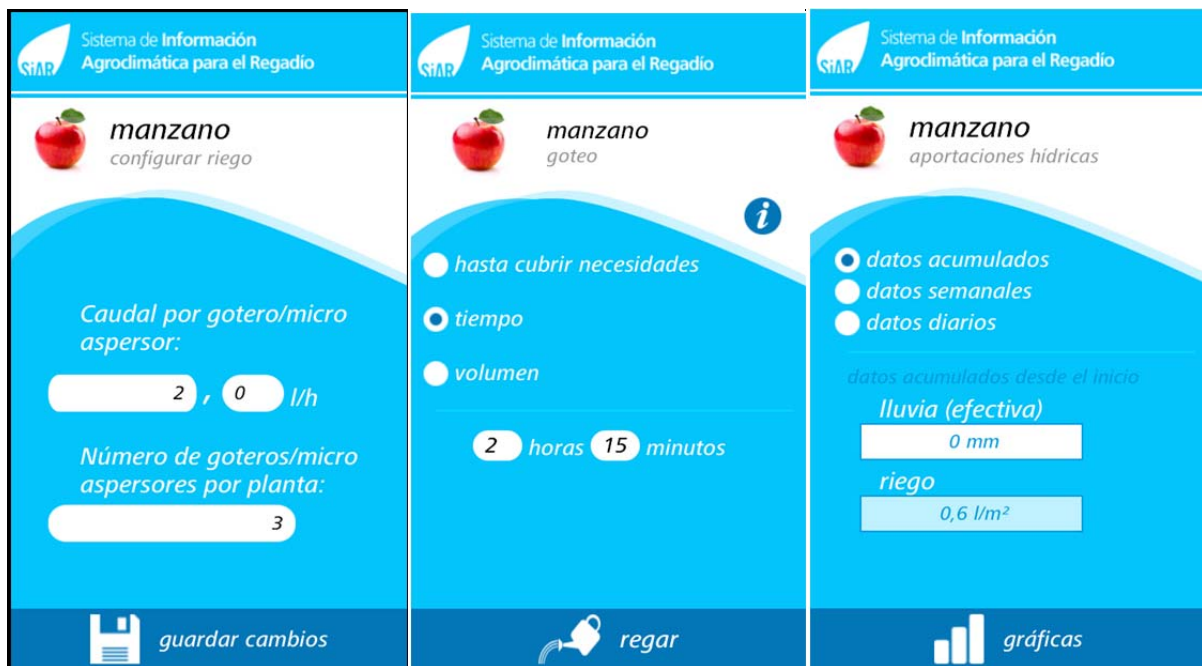 SiAR
Sistema de Información
Agroclimática para el Regadío
manzano
configurar riego
Caudal por gotero/micro
aspersor:
2 , 0 l/h
Número de goteros/micro
aspersores por planta:
3
guardar cambios
SiAR
Sistema de Información
Agroclimática para el Regadío
manzano
goteo
i
hasta cubrir necesidades
tiempo
volumen
2 horas 15 minutos
regar
SiAR
Sistema de Información
Agroclimática para el Regadío
manzano
aportaciones hídricas
datos acumulados
datos semanales
datos diarios
datos acumulados desde el inicio
lluvia (efectiva)
0 mm
riego
0,6 l/m²
gráficas